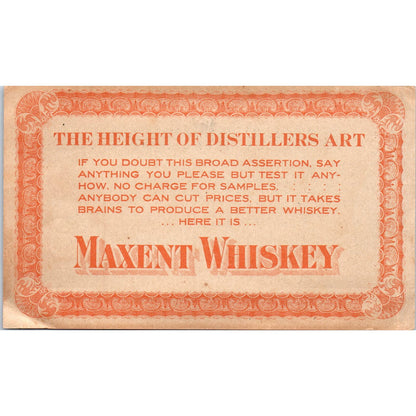 THE HEIGHT OF DISTILLERS ART
IF YOU DOUBT THIS BROAD ASSERTION, SAY
ANYTHING YOU PLEASE BUT TEST IT ANY-
HOW. NO CHARGE FOR SAMPLES. : : : : :
ANYBODY CAN CUT PRICES, BUT IT TAKES
BRAINS TO PRODUCE A BETTER WHISKEY.
... HERE IT IS ...
MAXENT WHISKEY